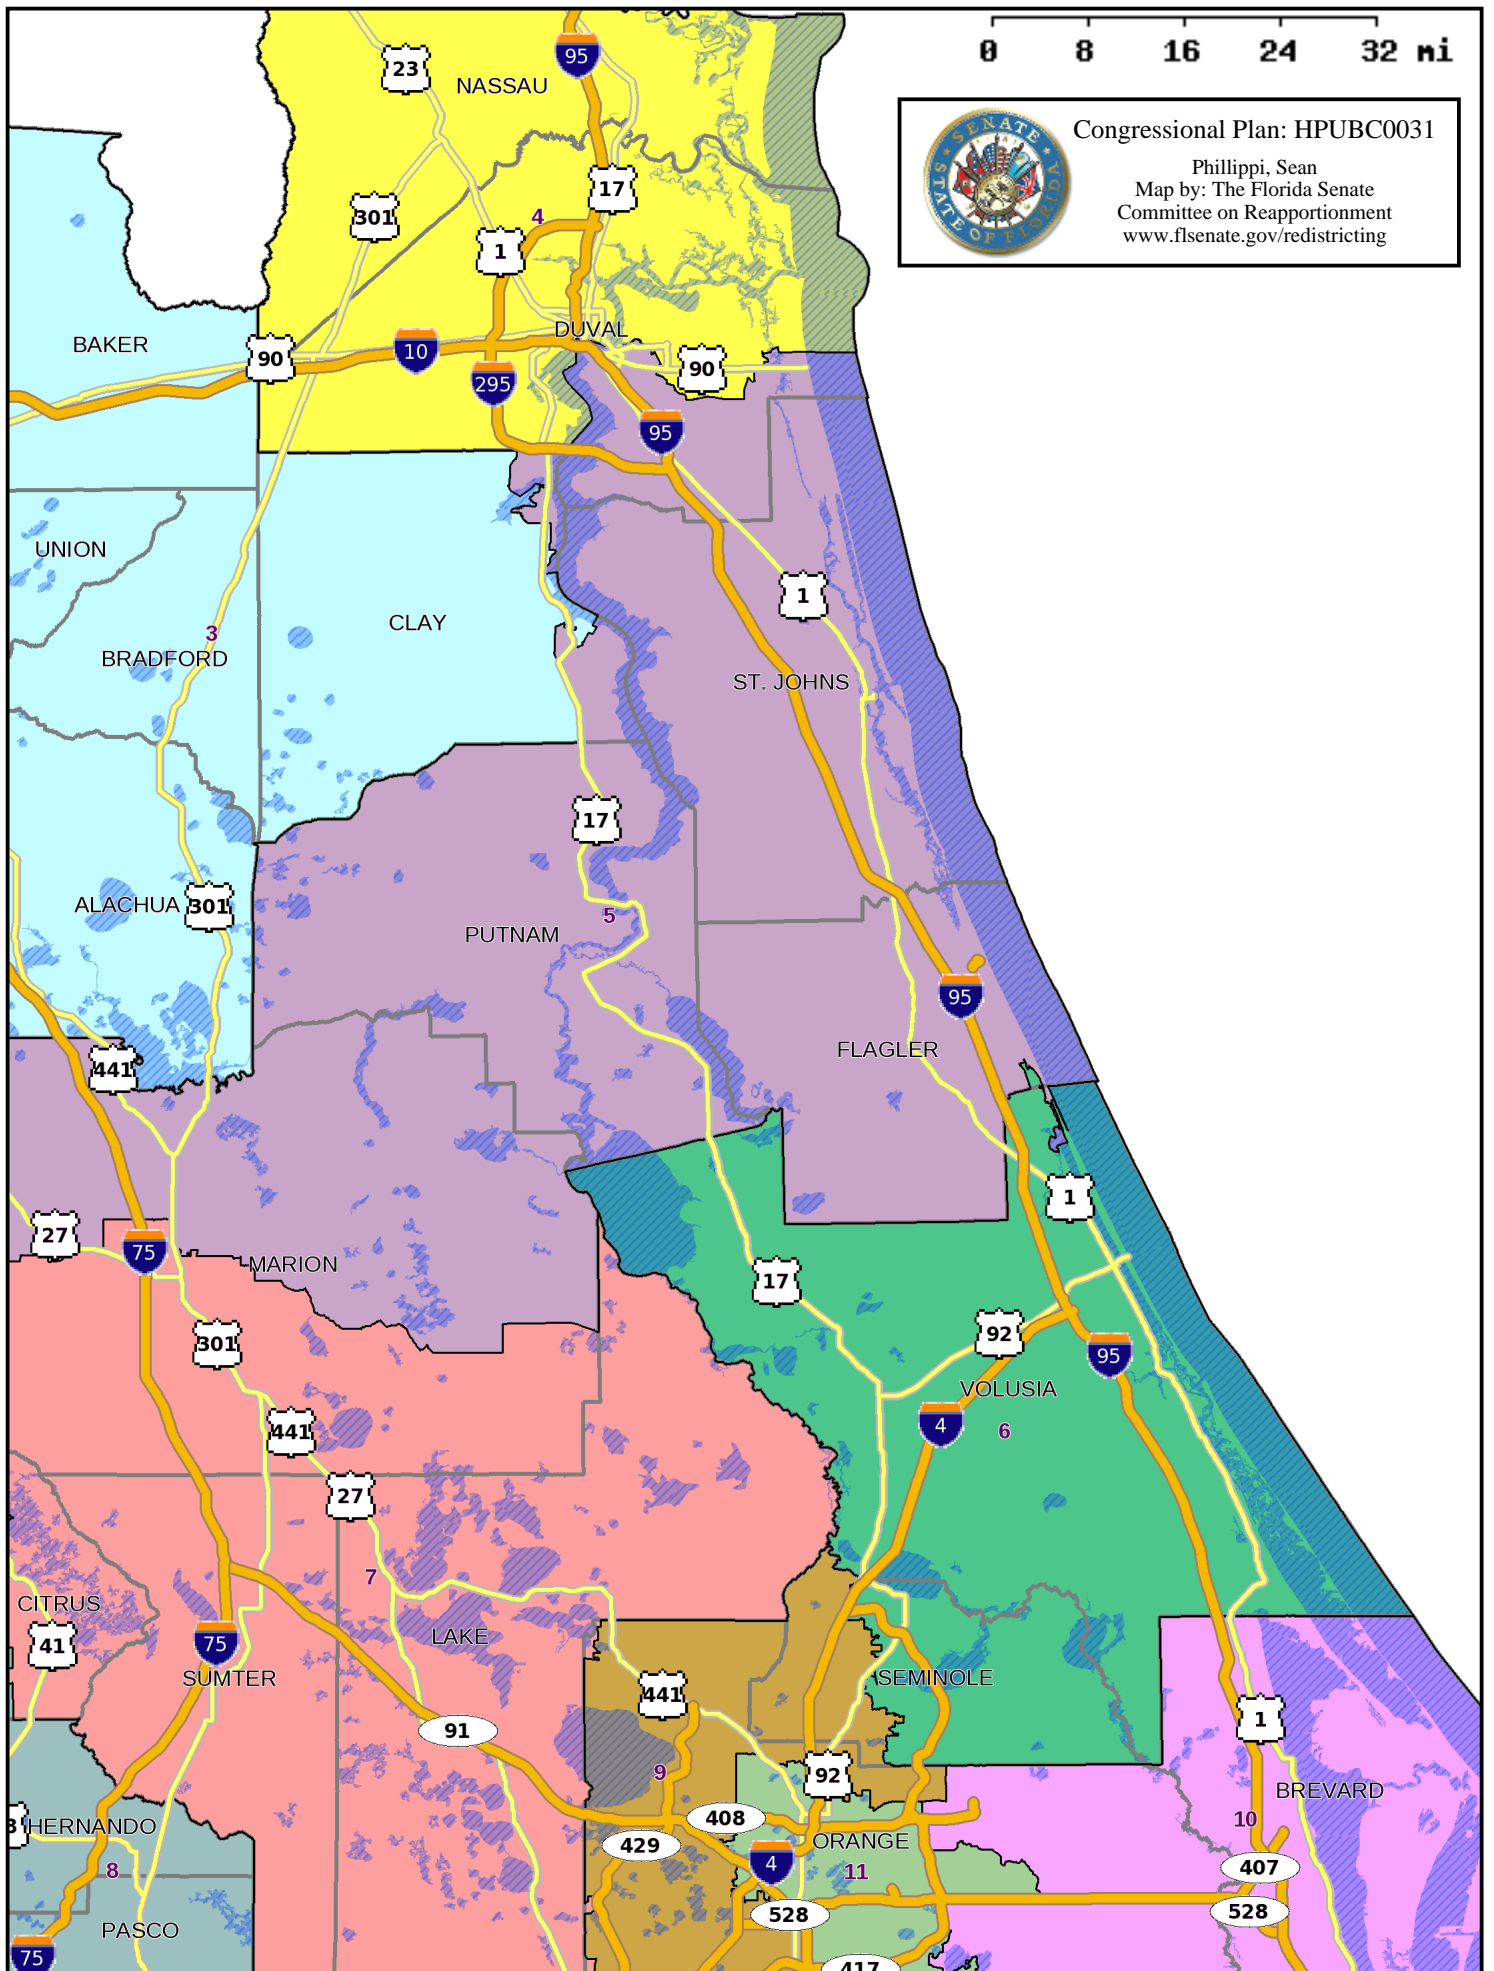 0 8 16 24 32 mi
Congressional Plan: HPUBC0031
Phillippi, Sean
Map by: The Florida Senate
Committee on Reapportionment
www.flsenate.gov/redistricting
SENATE
STATE OF FLORIDA
95
23
NASSAU
17
301
4
1
DUVAL
BAKER
90
10
90
295
95
UNION
1
CLAY
3
BRADFORD
ST. JOHNS
17
ALACHUA
301
5
PUTNAM
95
FLAGLER
441
1
27
75
MARION
17
301
92
95
VOLUSIA
4
6
441
27
7
CITRUS
41
75
LAKE
SUMTER
SEMINOLE
441
1
91
9
92
BREVARD
408
10
HERNANDO
429
ORANGE
4
11
407
8
528
528
PASCO
75
417